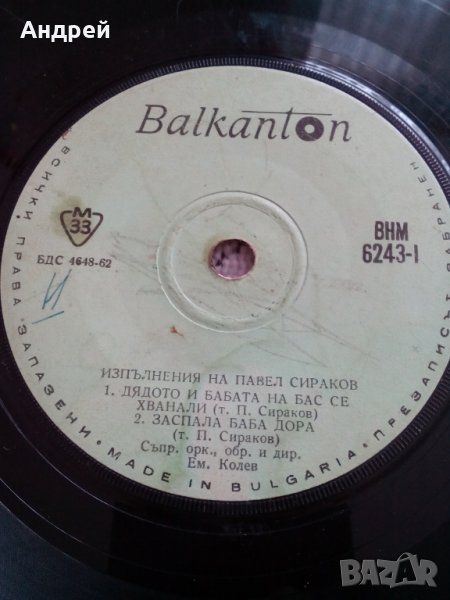 Андрей
Balkanton
М
33
БДС 4648-62
ВНМ
6243-I
ИЗПЪЛНЕНИЯ НА ПАВЕЛ СИРАКОВ
1. ДЯДОТО И БАБАТА НА БАС СЕ
ХВАНАЛИ (т. П. Сираков)
2. ЗАСПАЛА БАБА ДОРА
(т. П. Сираков)
Съпр. орк., обр. и дир.
Ем. Колев
ВСИЧКИ ПРАВА ЗАПАЗЕНИ · MADE IN BULGARIA · ПРЕЗАПИСЪТ
BAZAR